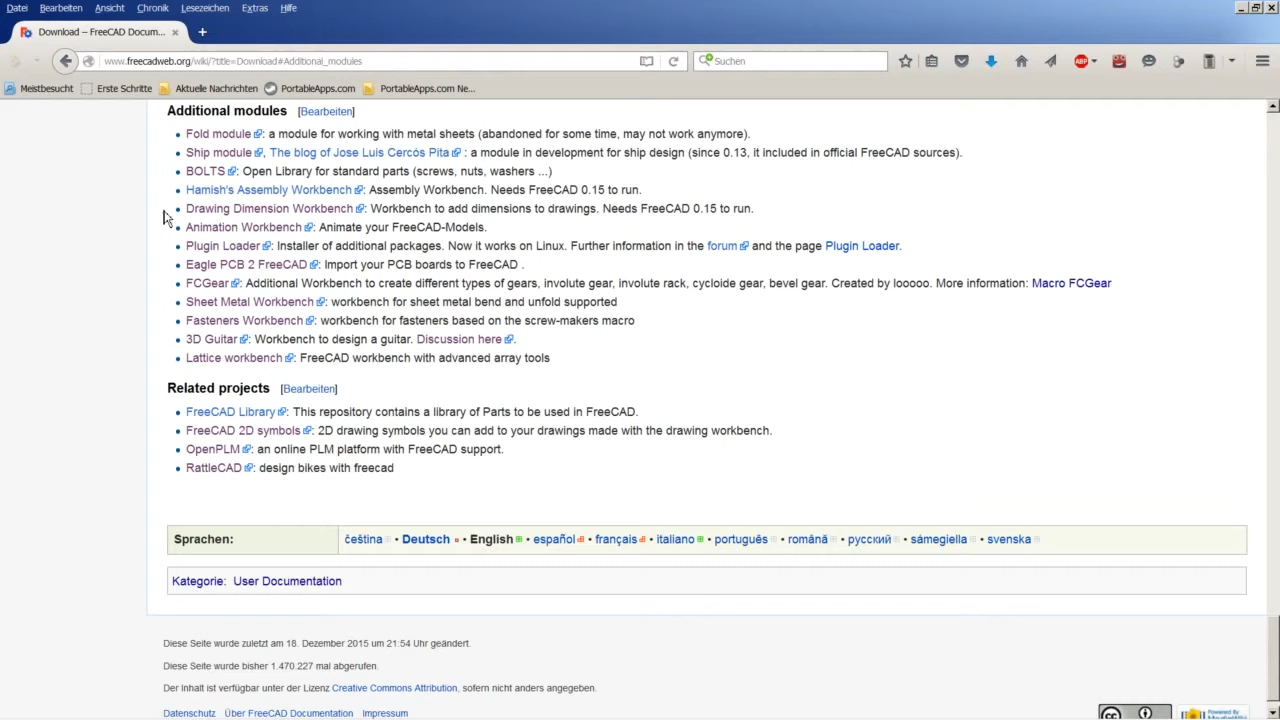 Datei Bearbeiten Ansicht Chronik Lesezeichen Extras Hilfe
Download – FreeCAD Docum...
www.freecadweb.org/wiki/?title=Download#Additional_modules
Suchen
ABP
Meistbesucht Erste Schritte Aktuelle Nachrichten PortableApps.com PortableApps.com Ne...
Additional modules [Bearbeiten]
Fold module: a module for working with metal sheets (abandoned for some time, may not work anymore).
Ship module, The blog of Jose Luis Cercós Pita : a module in development for ship design (since 0.13, it included in official FreeCAD sources).
BOLTS: Open Library for standard parts (screws, nuts, washers ...)
Hamish's Assembly Workbench: Assembly Workbench. Needs FreeCAD 0.15 to run.
Drawing Dimension Workbench: Workbench to add dimensions to drawings. Needs FreeCAD 0.15 to run.
Animation Workbench: Animate your FreeCAD-Models.
Plugin Loader: Installer of additional packages. Now it works on Linux. Further information in the forum and the page Plugin Loader.
Eagle PCB 2 FreeCAD: Import your PCB boards to FreeCAD .
FCGear: Additional Workbench to create different types of gears, involute gear, involute rack, cycloide gear, bevel gear. Created by looooo. More information: Macro FCGear
Sheet Metal Workbench: workbench for sheet metal bend and unfold supported
Fasteners Workbench: workbench for fasteners based on the screw-makers macro
3D Guitar: Workbench to design a guitar. Discussion here.
Lattice workbench: FreeCAD workbench with advanced array tools
Related projects [Bearbeiten]
FreeCAD Library: This repository contains a library of Parts to be used in FreeCAD.
FreeCAD 2D symbols: 2D drawing symbols you can add to your drawings made with the drawing workbench.
OpenPLM: an online PLM platform with FreeCAD support.
RattleCAD: design bikes with freecad
Sprachen: čeština • Deutsch • English • español • français • italiano • português • română • русский • sámegiella • svenska
Kategorie: User Documentation
Diese Seite wurde zuletzt am 18. Dezember 2015 um 21:54 Uhr geändert.
Diese Seite wurde bisher 1.470.227 mal abgerufen.
Der Inhalt ist verfügbar unter der Lizenz Creative Commons Attribution, sofern nicht anders angegeben.
Datenschutz Über FreeCAD Documentation Impressum
cc Powered By